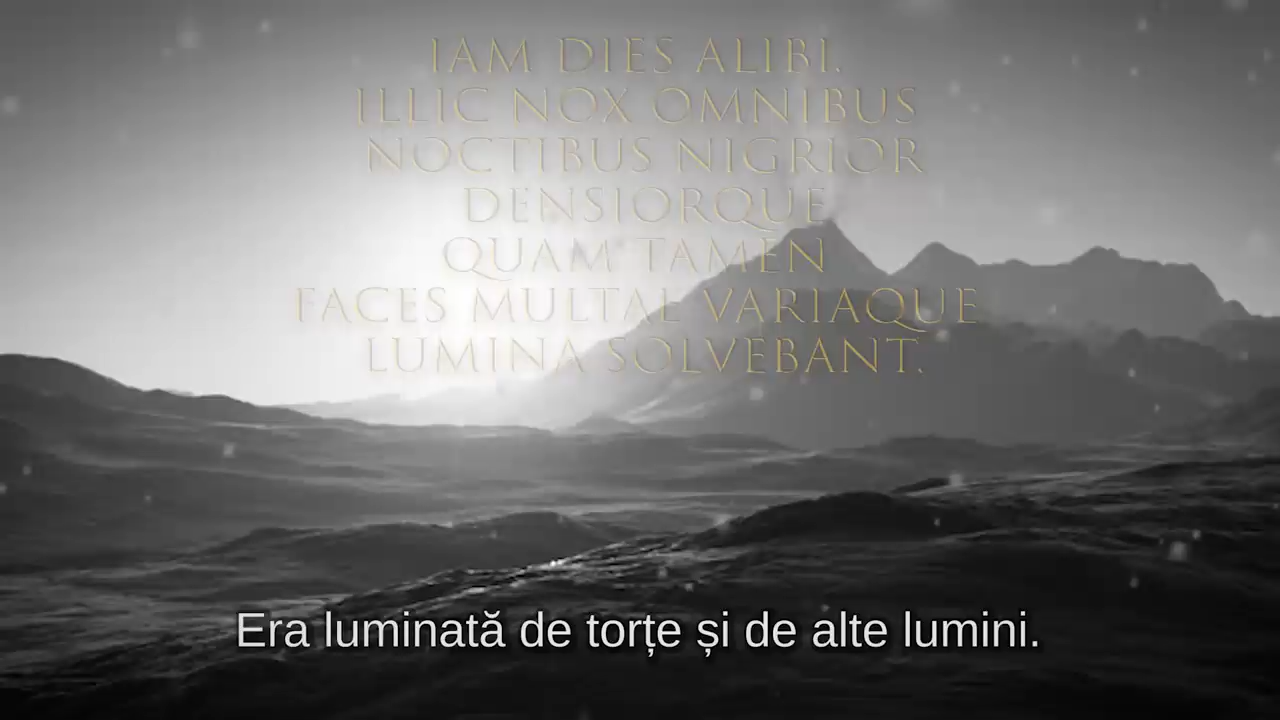 IAM DIES ALIBI.
ILLIC NOX OMNIBUS
NOCTIBUS NIGRIOR
DENSIORQUE
QUAM TAMEN
FACES MULTAE VARIAQUE
LUMINA SOLVEBANT.
Era luminată de torțe și de alte lumini.